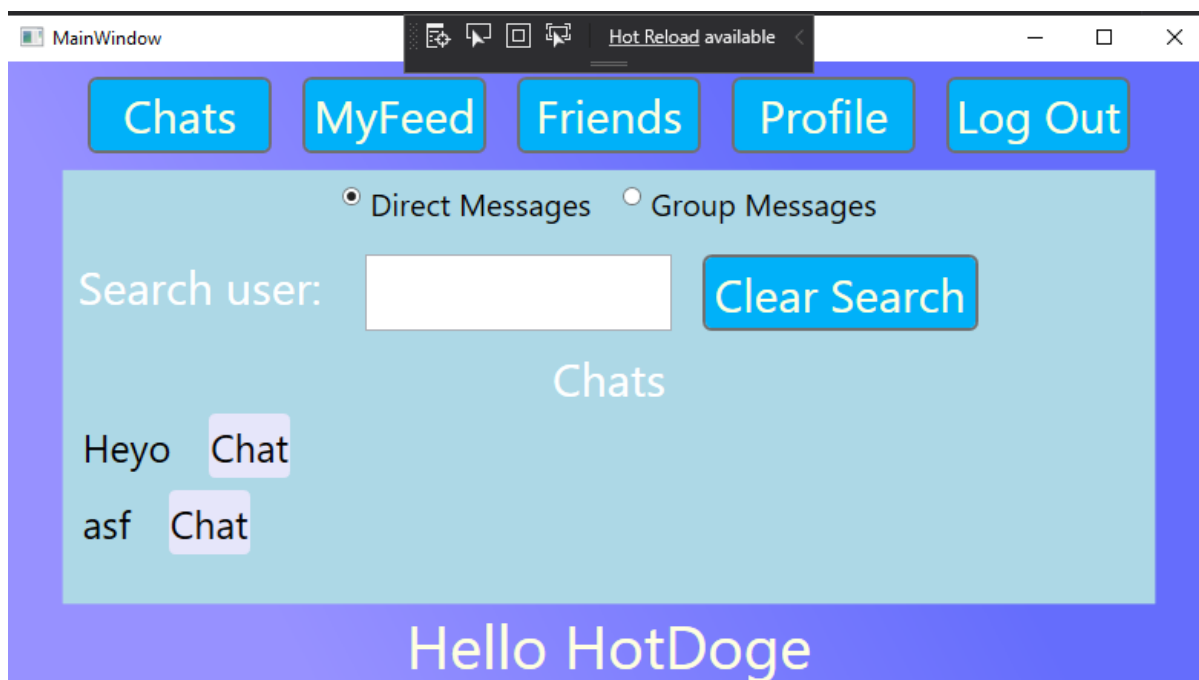 MainWindow
Hot Reload available
Chats MyFeed Friends Profile Log Out
Direct Messages Group Messages
Search user: Clear Search
Chats
Heyo Chat
asf Chat
Hello HotDoge